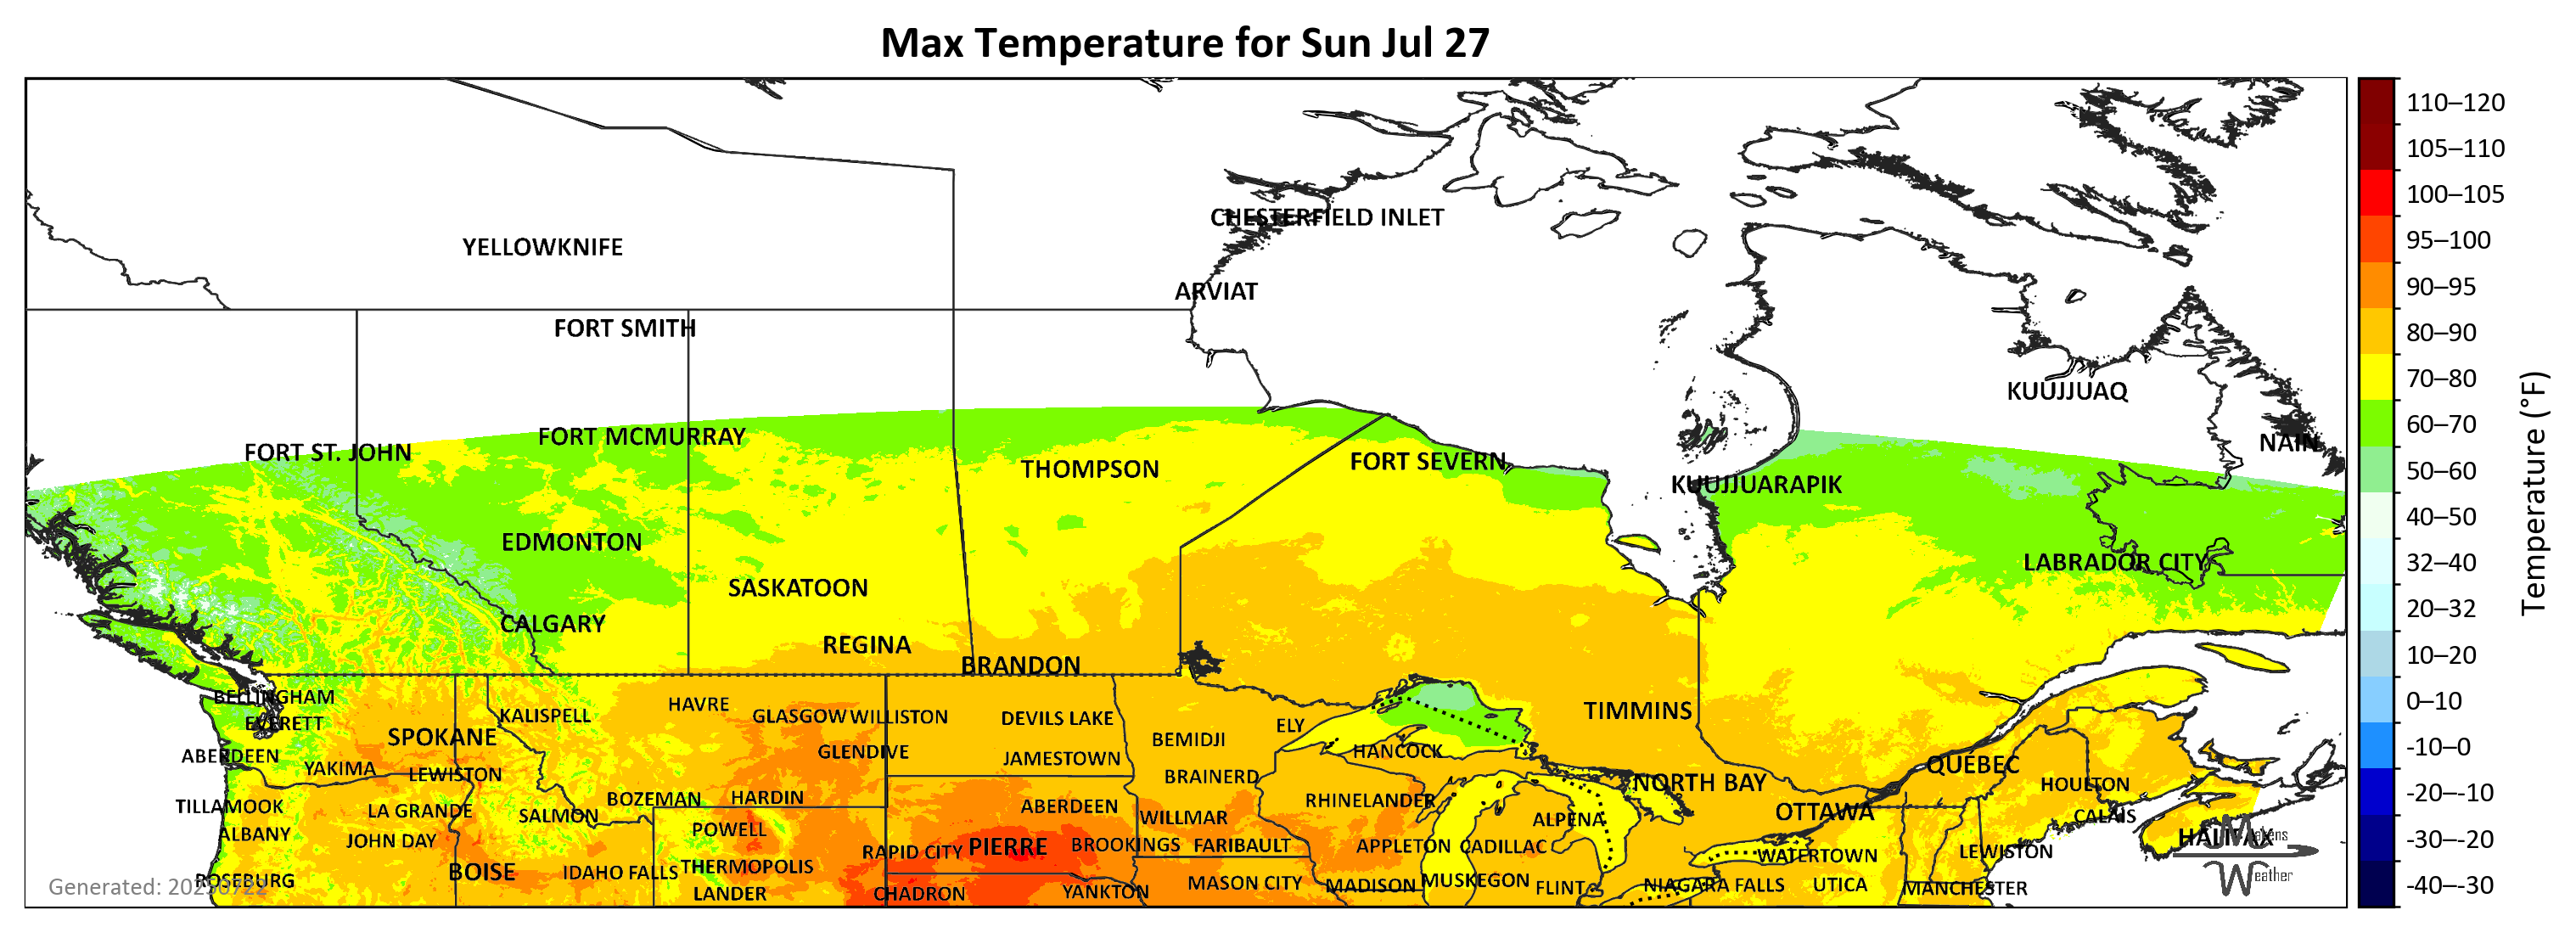 Max Temperature for Sun Jul 27
110–120
105–110
100–105
95–100
90–95
80–90
70–80
60–70
50–60
40–50
32–40
20–32
10–20
0–10
-10–0
-20–-10
-30–-20
-40–-30
Temperature (°F)
CHESTERFIELD INLET
YELLOWKNIFE
ARVIAT
FORT SMITH
KUUJJUAQ
NAIN
FORT MCMURRAY
FORT ST. JOHN
THOMPSON
FORT SEVERN
KUUJJUARAPIK
EDMONTON
LABRADOR CITY
SASKATOON
CALGARY
REGINA
BRANDON
BELLINGHAM
HAVRE
KALISPELL
GLASGOW
WILLISTON
DEVILS LAKE
TIMMINS
EVERETT
ELY
SPOKANE
BEMIDJI
GLENDIVE
HANCOCK
ABERDEEN
JAMESTOWN
QUÉBEC
YAKIMA
LEWISTON
BRAINERD
NORTH BAY
HOULTON
BOZEMAN
HARDIN
RHINELANDER
TILLAMOOK
LA GRANDE
ABERDEEN
SALMON
OTTAWA
CALAIS
WILLMAR
ALPENA
ALBANY
POWELL
JOHN DAY
HALIFAX
Makens
Weather
RAPID CITY
PIERRE
BROOKINGS
FARIBAULT
APPLETON
CADILLAC
LEWISTON
WATERTOWN
THERMOPOLIS
BOISE
IDAHO FALLS
ROSEBURG
Generated: 20250722
MUSKEGON
MASON CITY
MADISON
FLINT
NIAGARA FALLS
UTICA
MANCHESTER
LANDER
CHADRON
YANKTON